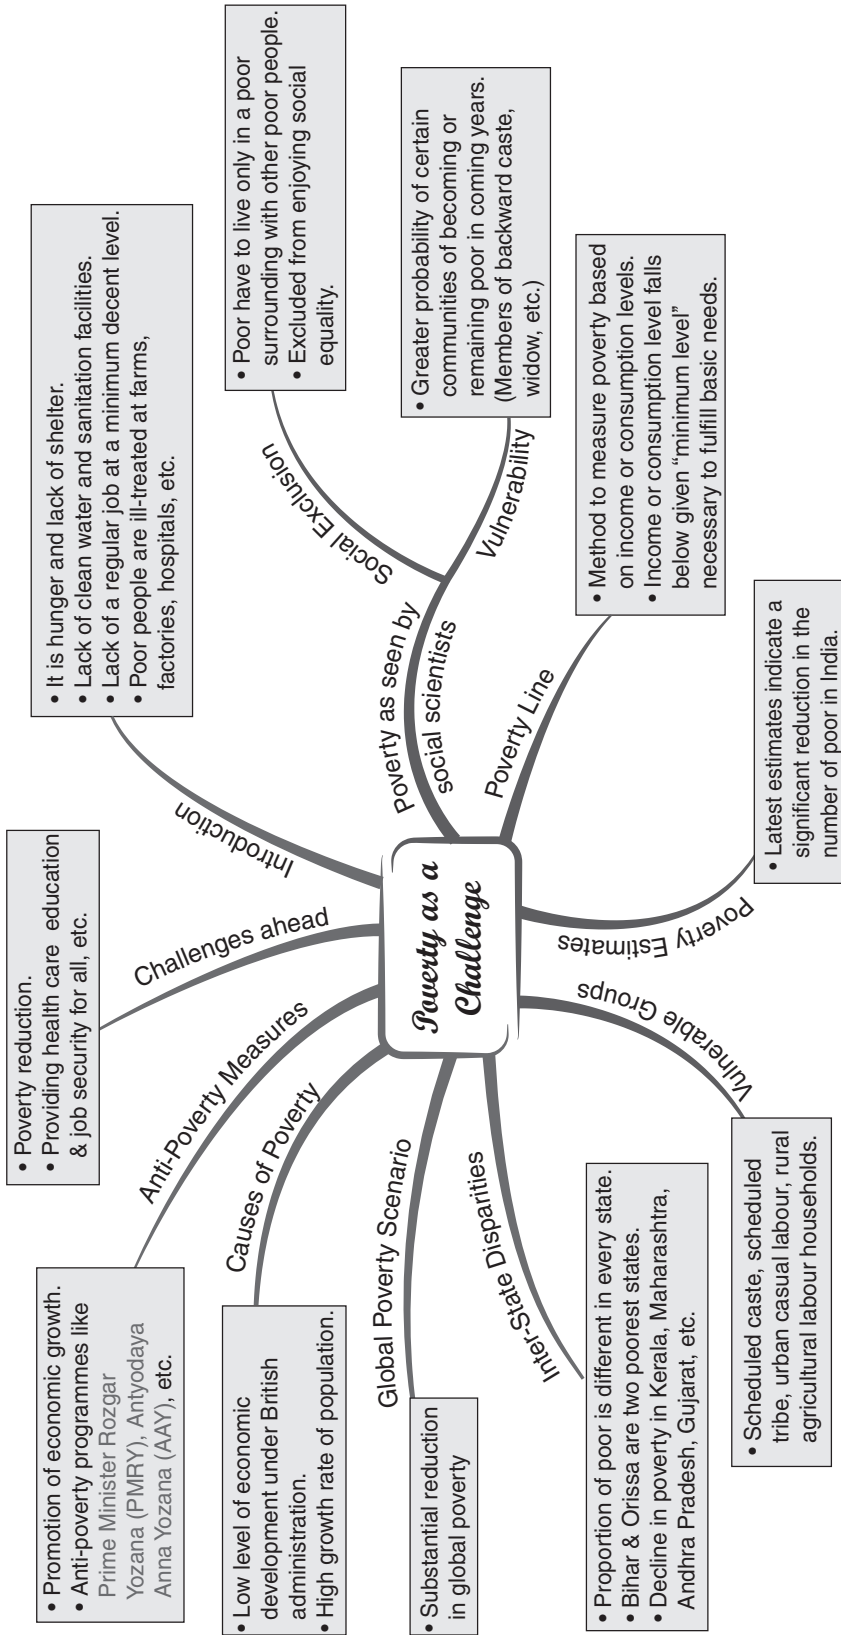 Poverty as a
Challenge
Introduction
• It is hunger and lack of shelter.
• Lack of clean water and sanitation facilities.
• Lack of a regular job at a minimum decent level.
• Poor people are ill-treated at farms,
factories, hospitals, etc.
Poverty as seen by
social scientists
Social Exclusion
• Poor have to live only in a poor
surrounding with other poor people.
• Excluded from enjoying social
equality.
Vulnerability
• Greater probability of certain
communities of becoming or
remaining poor in coming years.
(Members of backward caste,
widow, etc.)
Poverty Line
• Method to measure poverty based
on income or consumption levels.
• Income or consumption level falls
below given “minimum level”
necessary to fulfill basic needs.
Poverty Estimates
• Latest estimates indicate a
significant reduction in the
number of poor in India.
Vulnerable Groups
• Scheduled caste, scheduled
tribe, urban casual labour, rural
agricultural labour households.
Inter-State Disparities
• Proportion of poor is different in every state.
• Bihar & Orissa are two poorest states.
• Decline in poverty in Kerala, Maharashtra,
Andhra Pradesh, Gujarat, etc.
Global Poverty Scenario
• Substantial reduction
in global poverty
Causes of Poverty
• Low level of economic
development under British
administration.
• High growth rate of population.
Anti-Poverty Measures
• Promotion of economic growth.
• Anti-poverty programmes like
Prime Minister Rozgar
Yozana (PMRY), Antyodaya
Anna Yozana (AAY), etc.
Challenges ahead
• Poverty reduction.
• Providing health care education
& job security for all, etc.